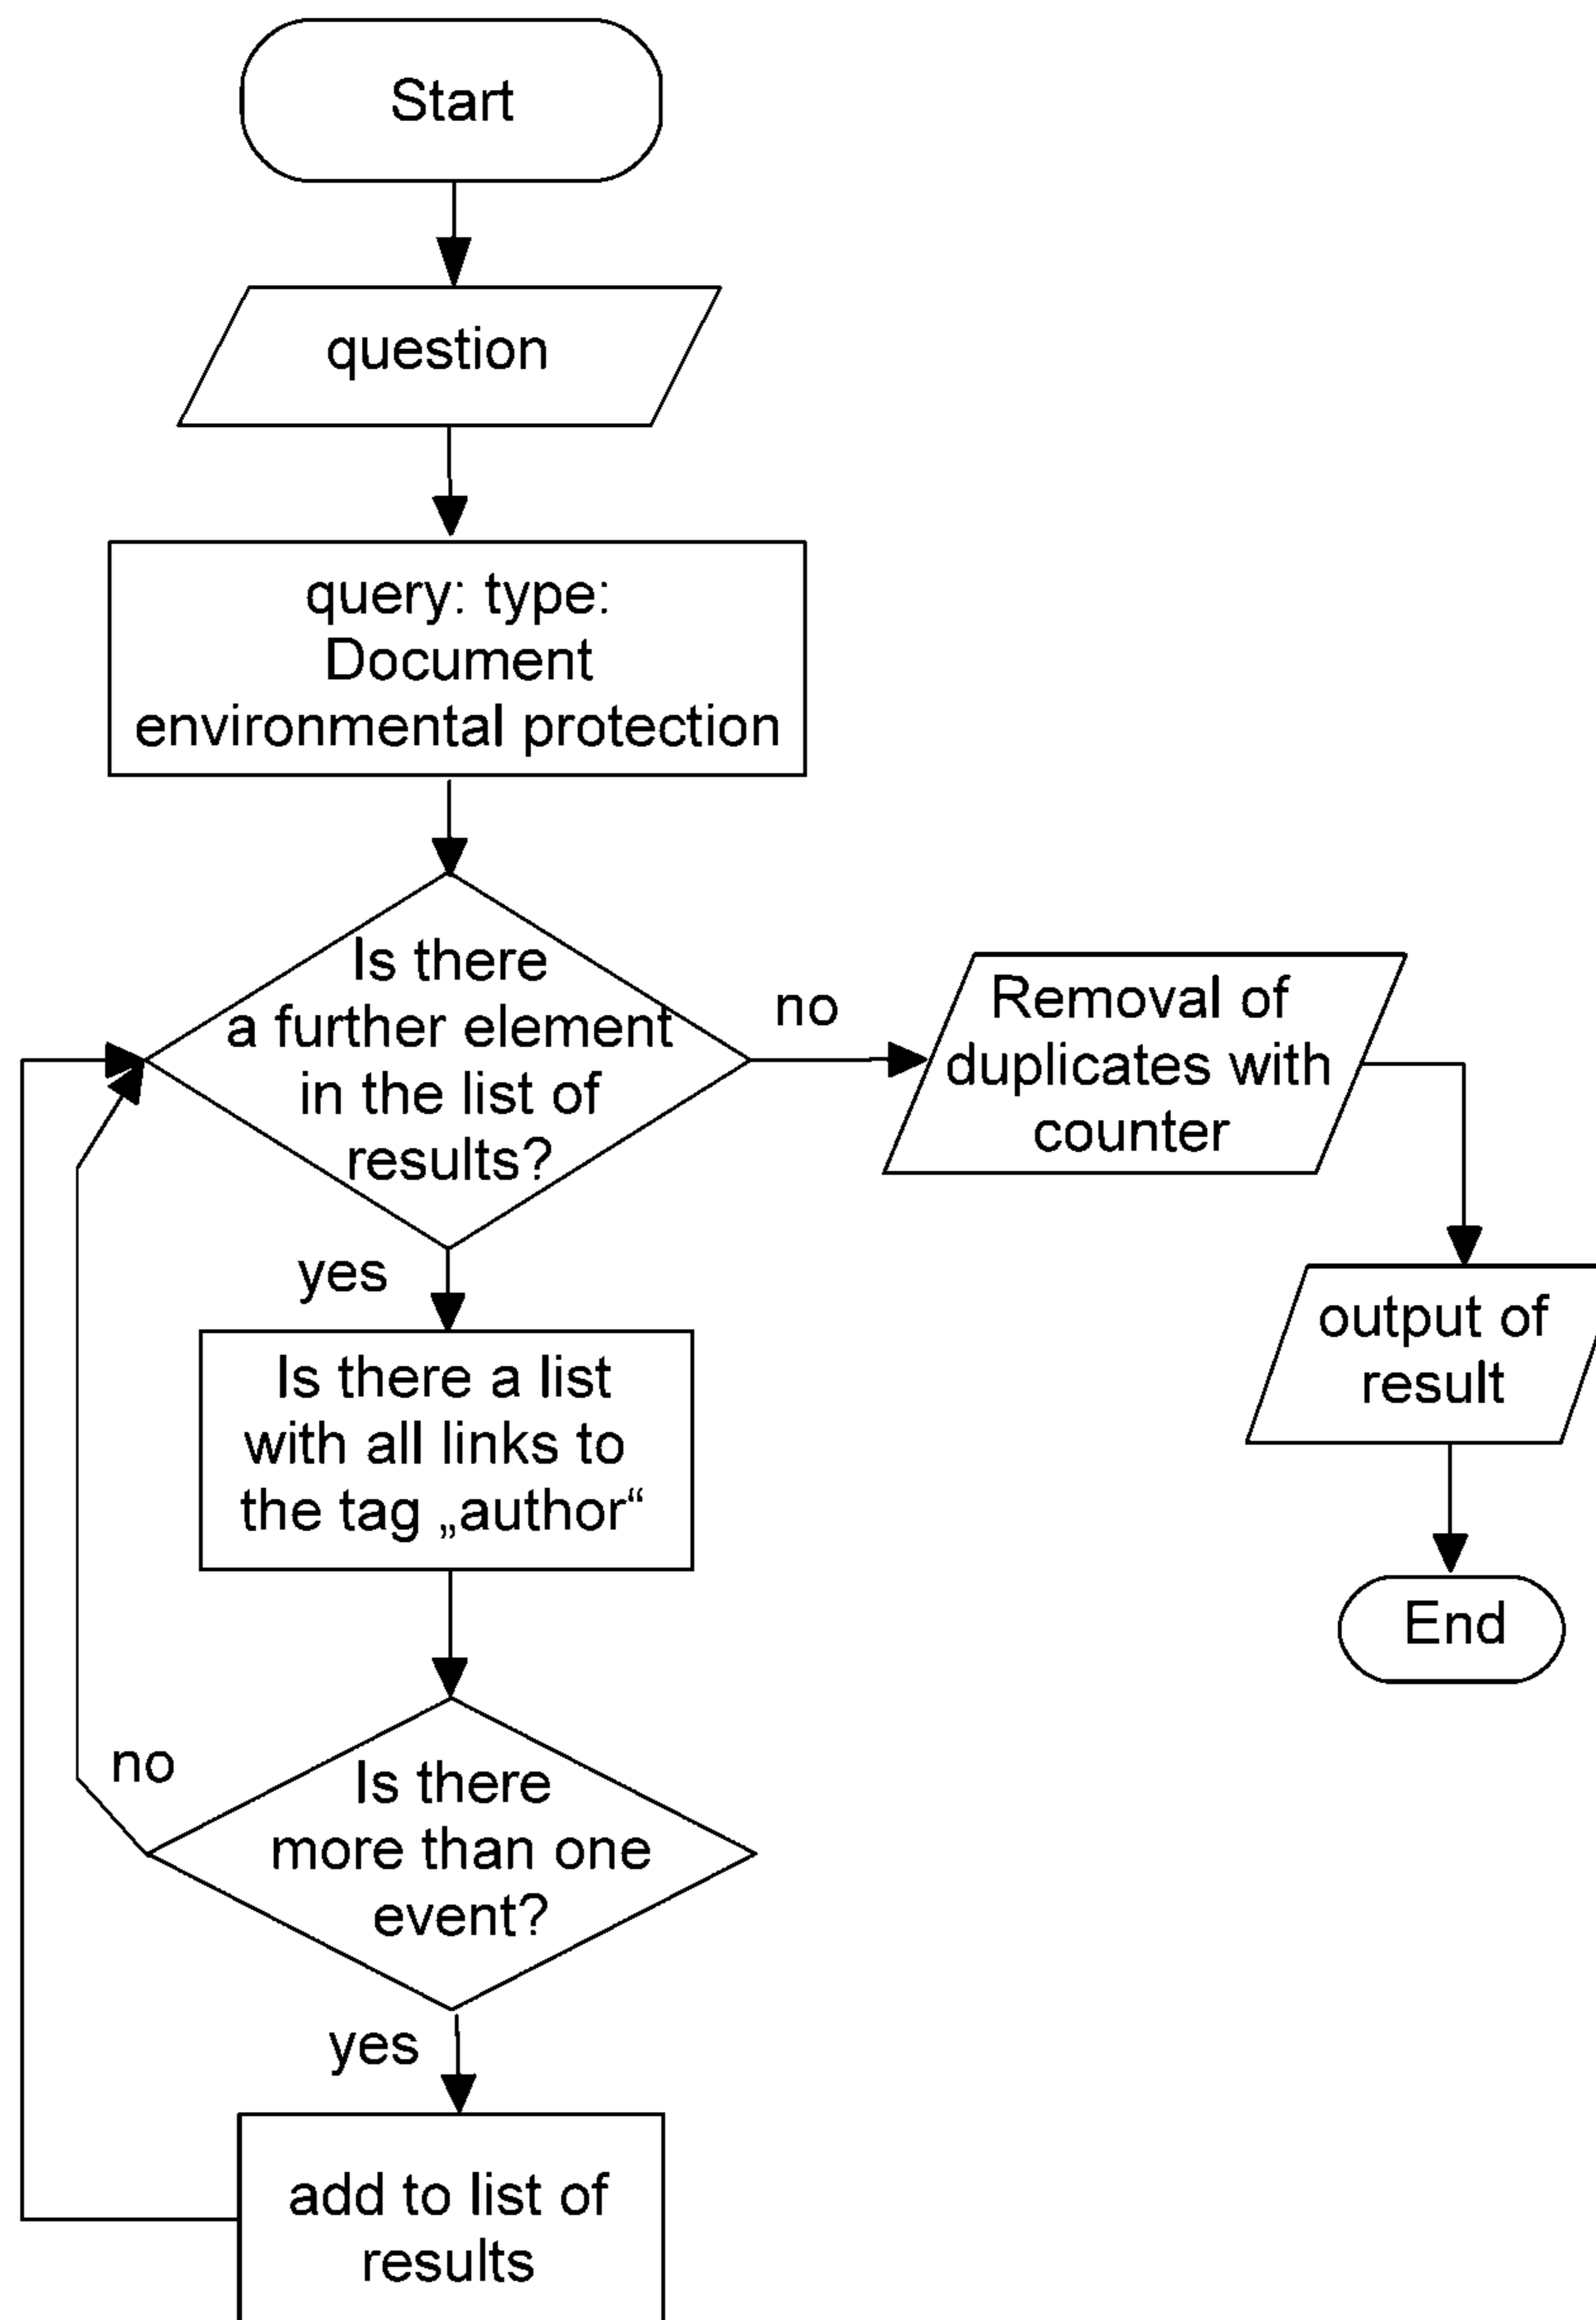 Start
question
query: type:
Document
environmental protection
Is there
a further element
in the list of
results?
no
Removal of
duplicates with
counter
yes
output of
result
Is there a list
with all links to
the tag „author“
End
no
Is there
more than one
event?
yes
add to list of
results